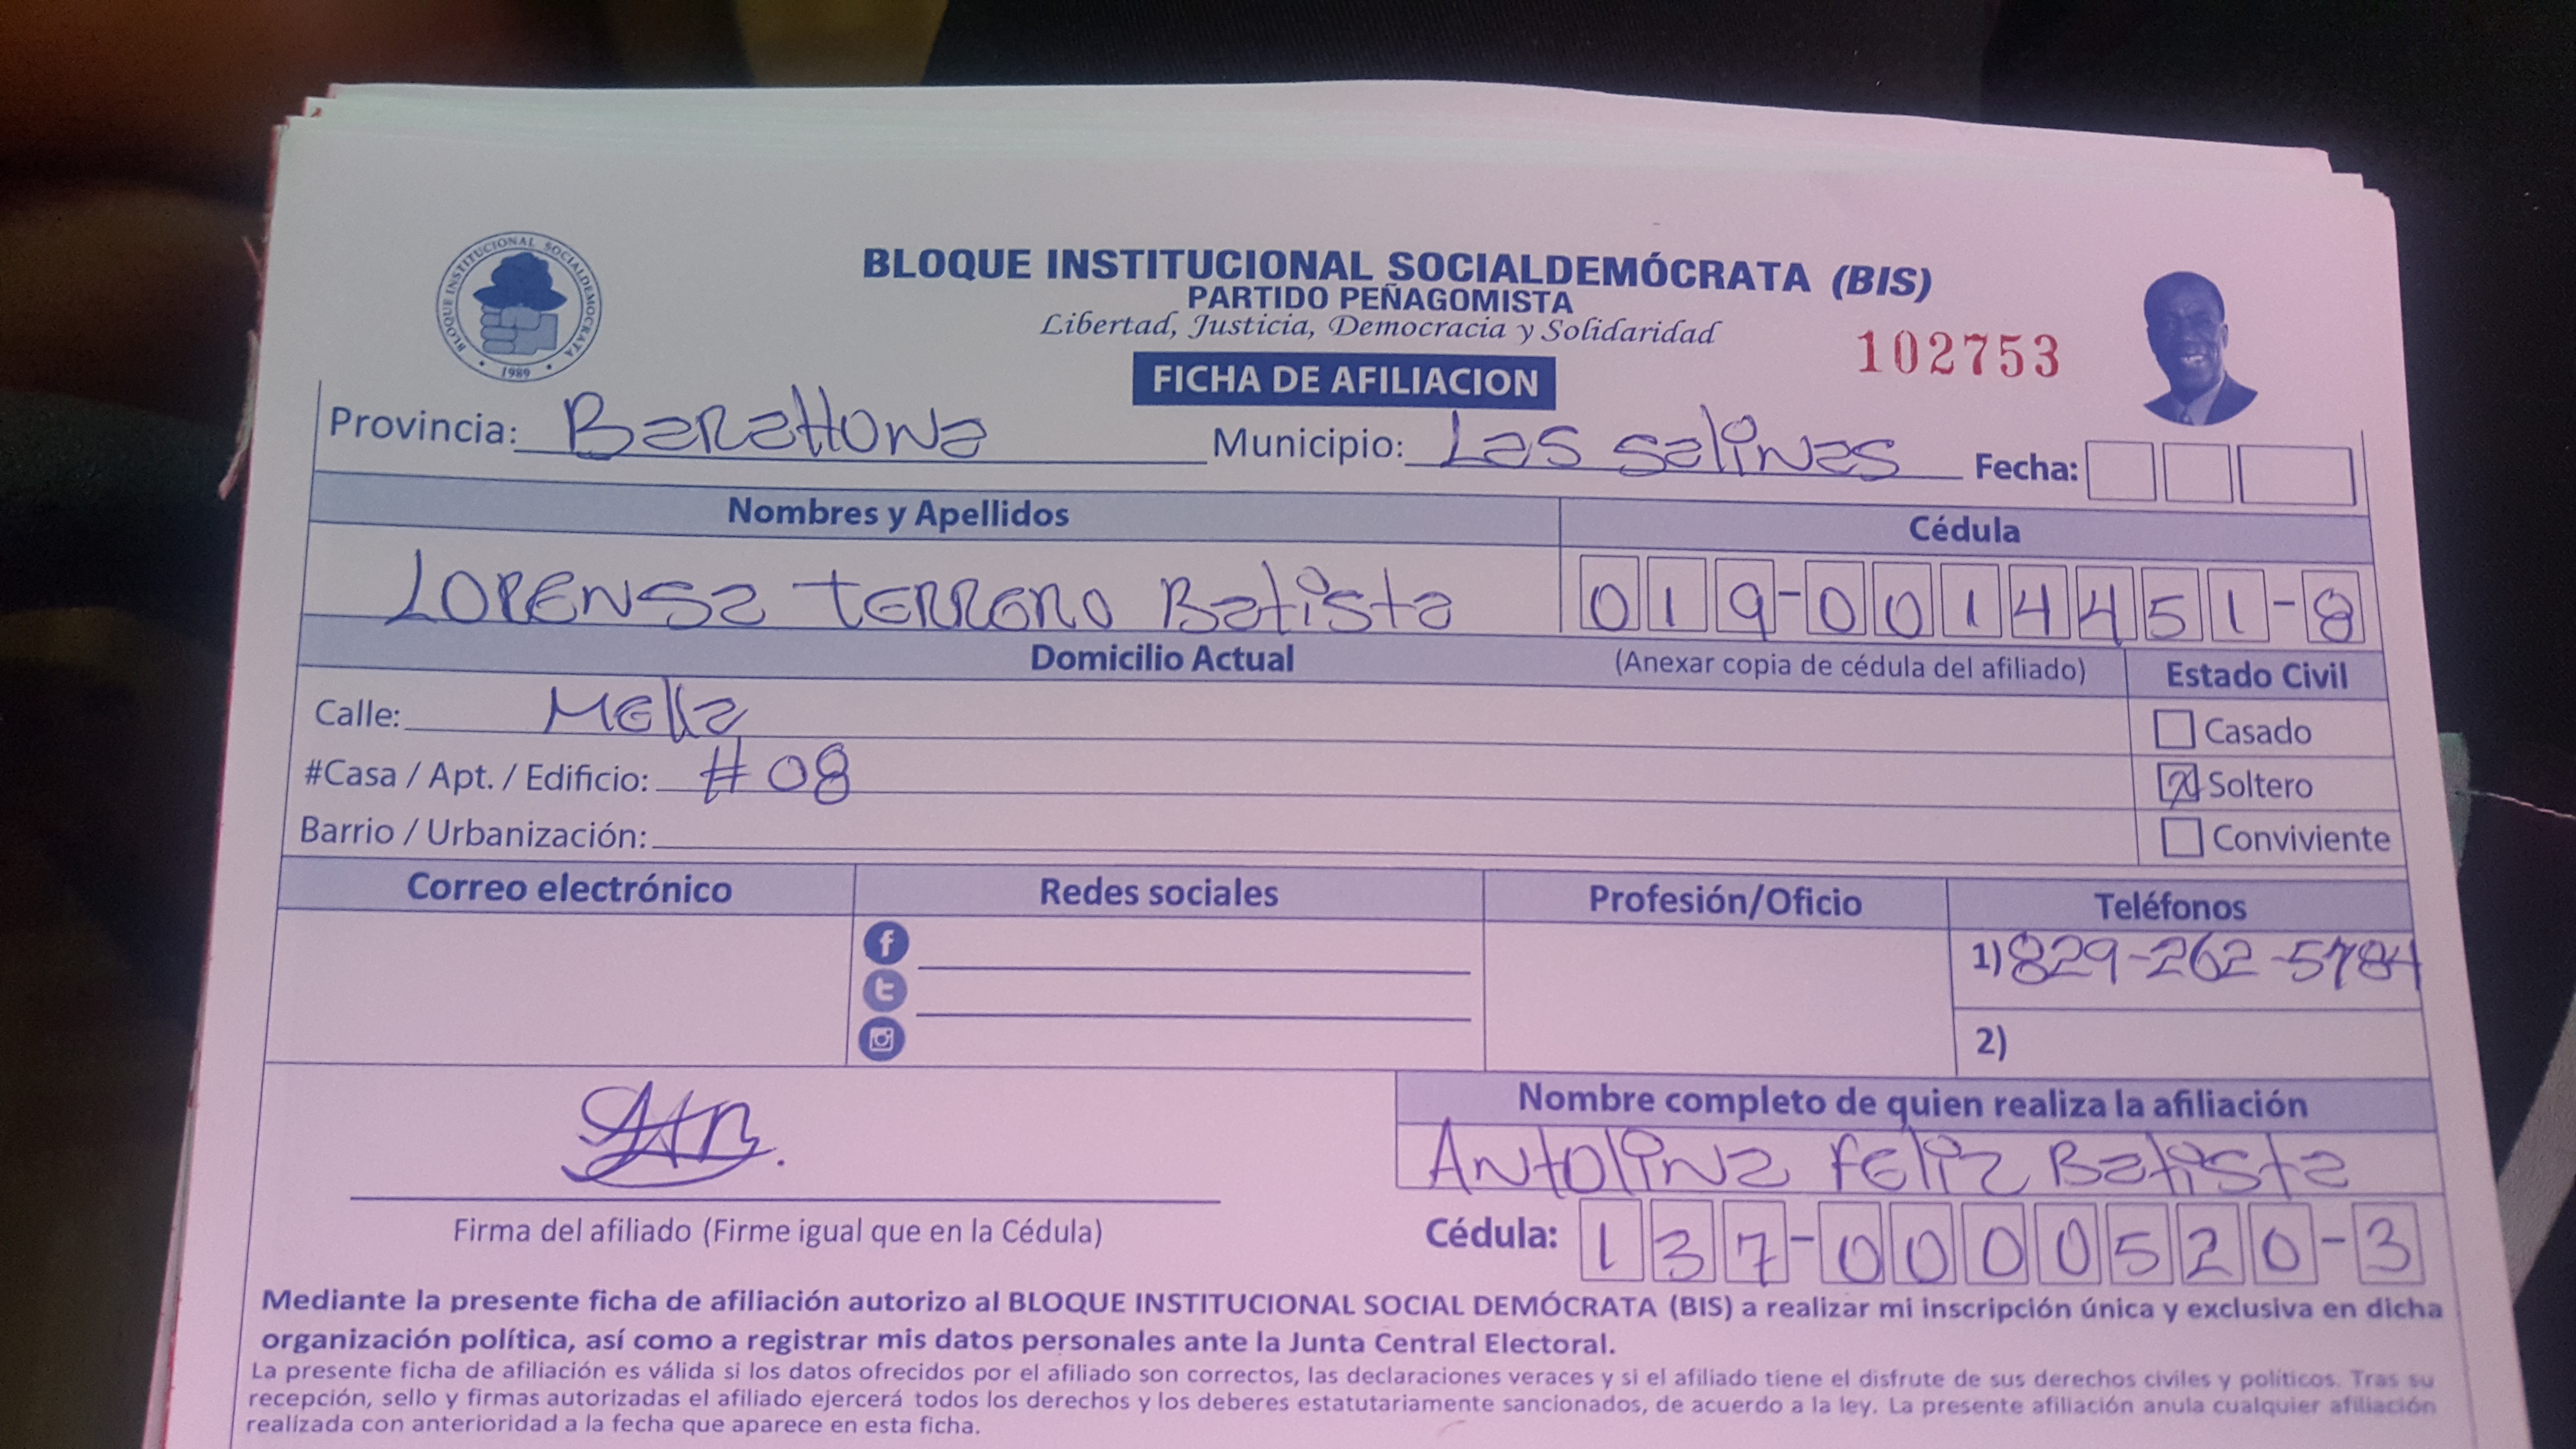 BLOQUE INSTITUCIONAL SOCIALDEMOCRATA
1989
BLOQUE INSTITUCIONAL SOCIALDEMÓCRATA (BIS)
PARTIDO PEÑAGOMISTA
Libertad, Justicia, Democracia y Solidaridad
102753
FICHA DE AFILIACION
Provincia: BaRaHoNa Municipio: Las saliNas Fecha:
Nombres y Apellidos Cédula
LORENSa tERRERO Batista 019-0014451-8
Domicilio Actual (Anexar copia de cédula del afiliado) Estado Civil
Calle: Mella
Casado
#Casa / Apt. / Edificio: #08
Soltero
Barrio / Urbanización:
Conviviente
Correo electrónico Redes sociales Profesión/Oficio Teléfonos
1) 829-262-5784
2)
Nombre completo de quien realiza la afiliación
ANtoliNa FEliz Batista
Firma del afiliado (Firme igual que en la Cédula) Cédula: 137-0000520-3
Mediante la presente ficha de afiliación autorizo al BLOQUE INSTITUCIONAL SOCIAL DEMÓCRATA (BIS) a realizar mi inscripción única y exclusiva en dicha
organización política, así como a registrar mis datos personales ante la Junta Central Electoral.
La presente ficha de afiliación es válida si los datos ofrecidos por el afiliado son correctos, las declaraciones veraces y si el afiliado tiene el disfrute de sus derechos civiles y políticos. Tras su
recepción, sello y firmas autorizadas el afiliado ejercerá todos los derechos y los deberes estatutariamente sancionados, de acuerdo a la ley. La presente afiliación anula cualquier afiliación
realizada con anterioridad a la fecha que aparece en esta ficha.